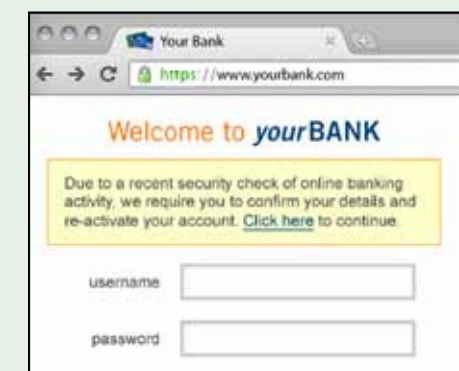 Your Bank
https://www.yourbank.com
Welcome to yourBANK
Due to a recent security check of online banking
activity, we require you to confirm your details and
re-activate your account. Click here to continue.
username
password